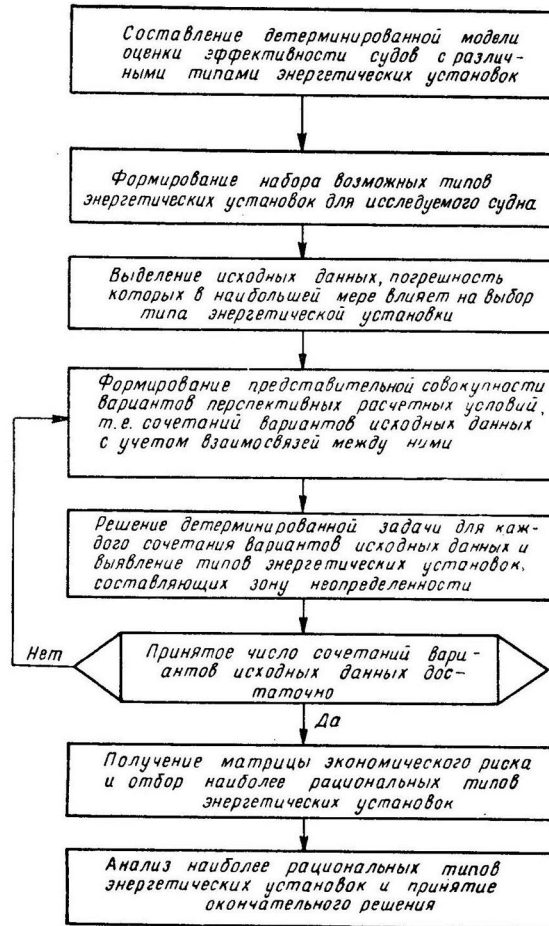 Составление детерминированной модели
оценки эффективности судов с различ-
ными типами энергетических установок
Формирование набора возможных типов
энергетических установок для исследуемого судна
Выделение исходных данных, погрешность
которых в наибольшей мере влияет на выбор
типа энергетической установки
Формирование представительной совокупности
вариантов перспективных расчетных условий,
т.е. сочетаний вариантов исходных данных
с учетом взаимосвязей между ними
Решение детерминированной задачи для каж-
дого сочетания вариантов исходных данных и
выявление типов энергетических установок,
составляющих зону неопределенности
Нет
Принятое число сочетаний вари-
антов исходных данных дос-
таточно
Да
Получение матрицы экономического риска
и отбор наиболее рациональных типов
энергетических установок
Анализ наиболее рациональных типов
энергетических установок и принятие
окончательного решения